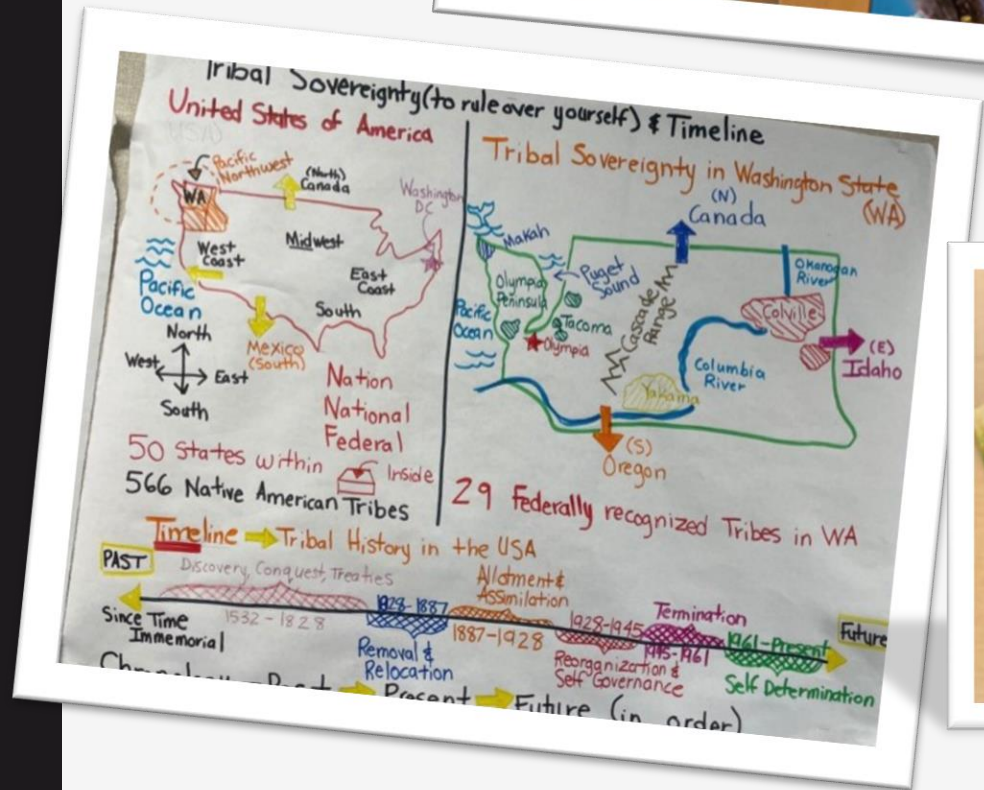 Tribal Sovereignty (to rule over yourself) & Timeline
United States of America
USA
Pacific
Northwest
WA
(North)
Canada
Washington
DC
West
Coast
Midwest
East
Coast
South
Pacific
Ocean
Mexico
(South)
North
West
East
South
Nation
National
Federal
50 States within
Inside
566 Native American Tribes
Tribal Sovereignty in Washington State
(WA)
(N)
Canada
Makah
Olympic
Peninsula
Puget
Sound
Pacific
Ocean
Tacoma
Olympia
Cascade
Range
Okanogan
River
Colville
Columbia
River
Yakama
(E)
Idaho
(S)
Oregon
29 Federally recognized Tribes in WA
Timeline Tribal History in the USA
PAST
Discovery, Conquest, Treaties
1532-1828
Since Time
Immemorial
1828-1887
Removal &
Relocation
Allotment &
Assimilation
1887-1928
1928-1945
Reorganization &
Self Governance
Termination
1945-1961
1961-Present
Self Determination
Future
Chronology Past Present Future (in order)